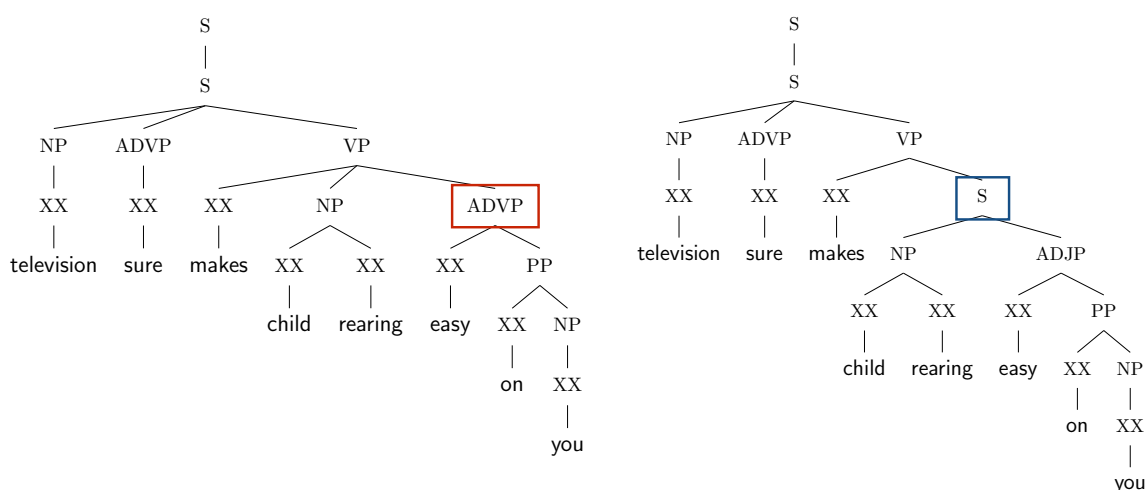 S
S
NP ADVP VP
XX XX XX NP ADVP
television sure makes XX XX XX PP
child rearing easy XX NP
on XX
you
S
S
NP ADVP VP
XX XX XX S
television sure makes NP ADJP
XX XX XX PP
child rearing easy XX NP
on XX
you